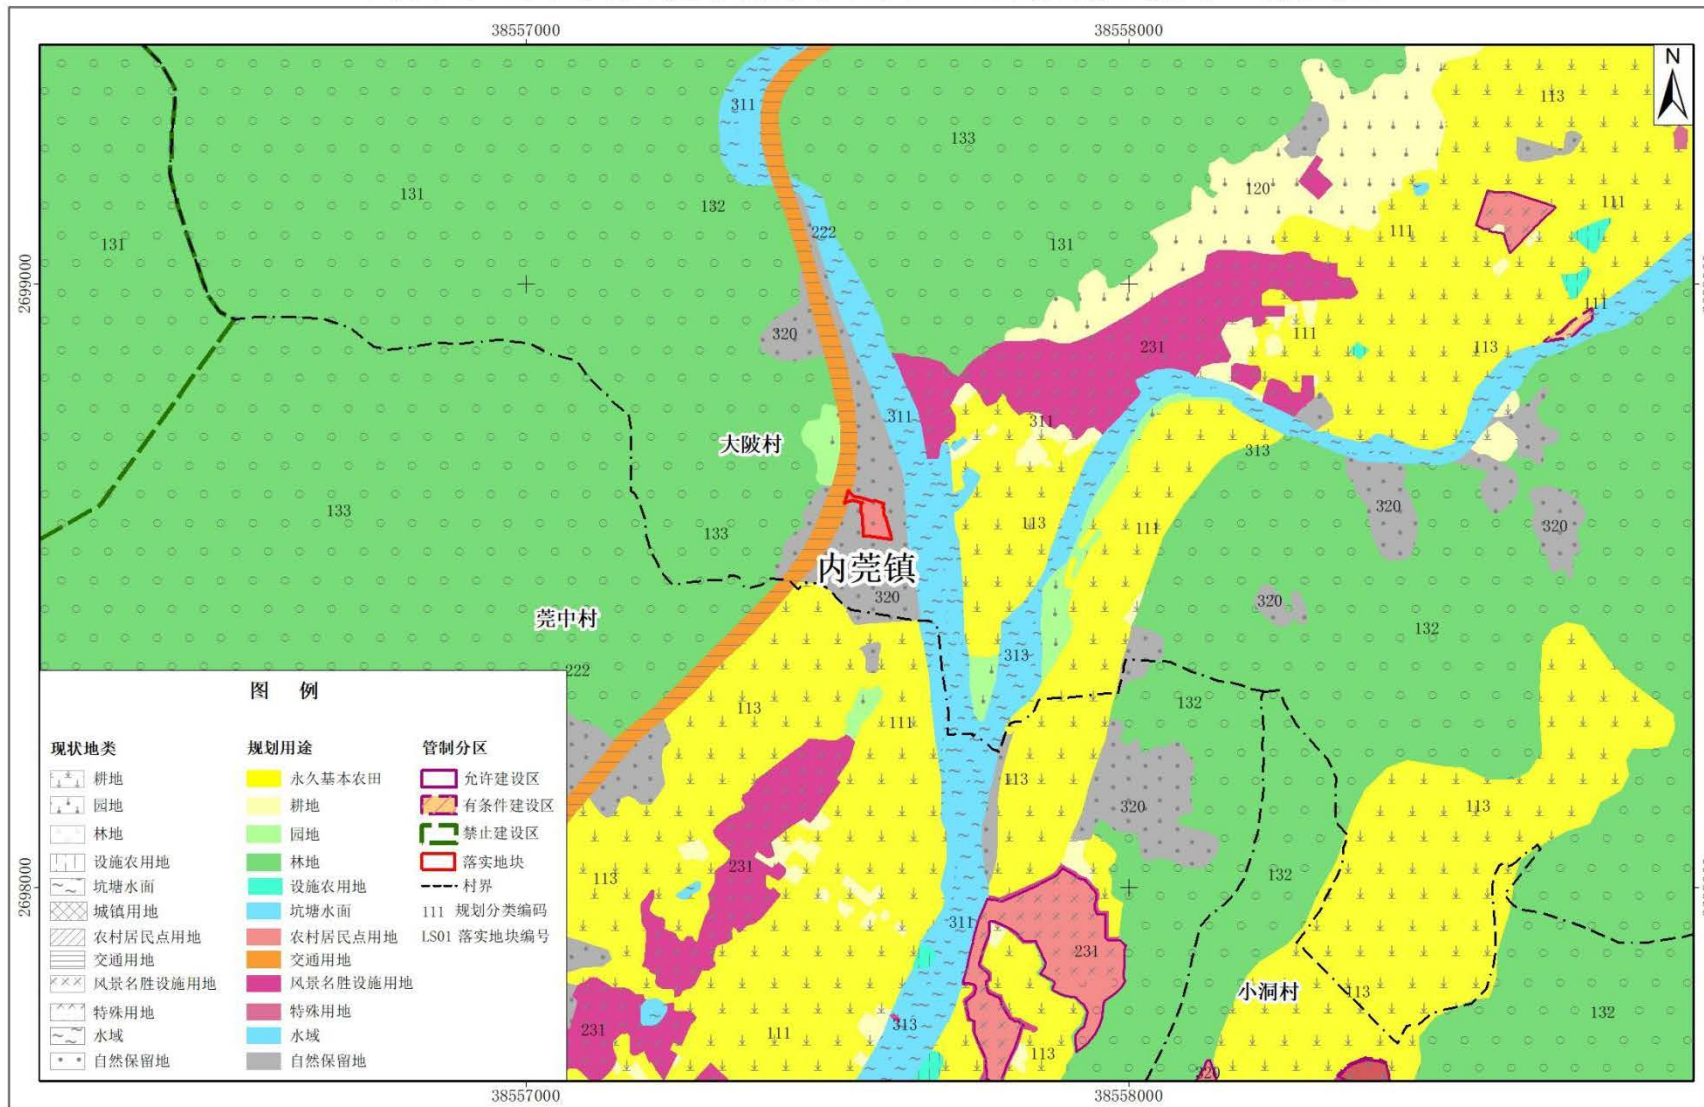 38557000
38558000
N
311
113
133
131
132
120
111
131
222
131
111
2699000
111
320
111
113
231
311
311
大陂村
313
320
133
113
111
320
133
内莞镇
320
320
莞中村
132
313
222
132
113
111
113
113
320
231
132
113
311
231
小洞村
113
132
231
111
313
113
320
2698000
图 例
现状地类
耕地
园地
林地
设施农用地
坑塘水面
城镇用地
农村居民点用地
交通用地
风景名胜设施用地
特殊用地
水域
自然保留地
规划用途
永久基本农田
耕地
园地
林地
设施农用地
坑塘水面
农村居民点用地
交通用地
风景名胜设施用地
特殊用地
水域
自然保留地
管制分区
允许建设区
有条件建设区
禁止建设区
落实地块
村界
111 规划分类编码
LS01 落实地块编号
38557000
38558000